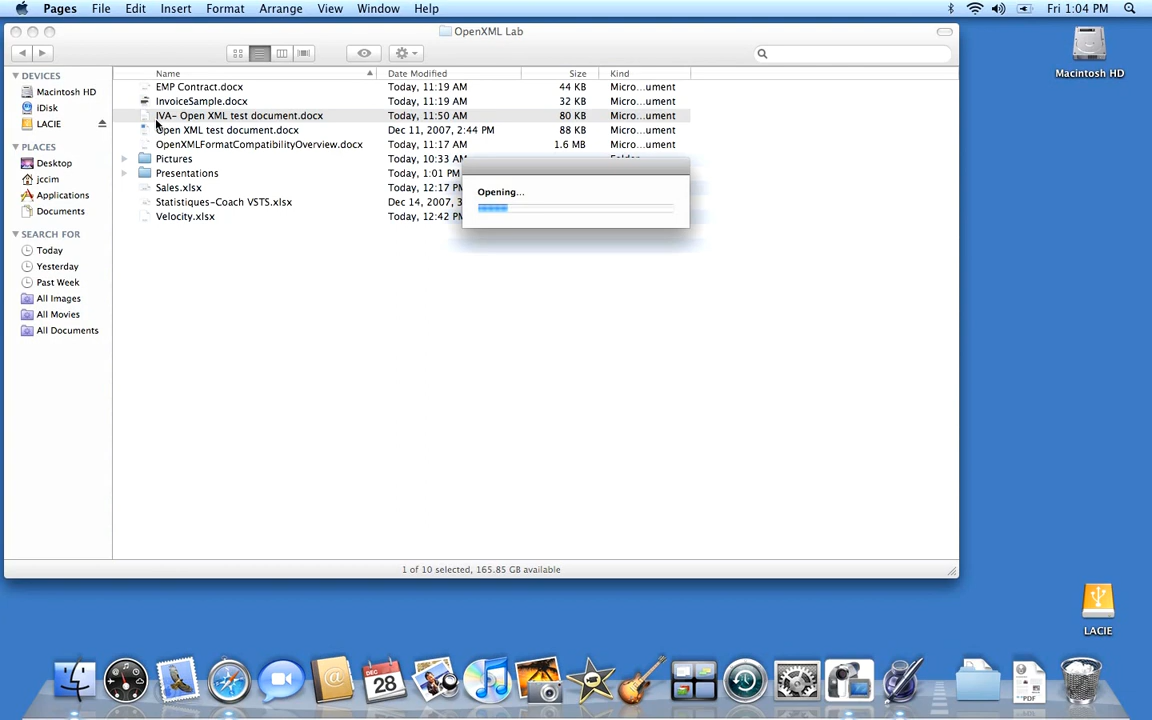 Pages File Edit Insert Format Arrange View Window Help Fri 1:04 PM
OpenXML Lab
Macintosh HD
Name Date Modified Size Kind
DEVICES
Macintosh HD
iDisk
LACIE
PLACES
Desktop
jccim
Applications
Documents
SEARCH FOR
Today
Yesterday
Past Week
All Images
All Movies
All Documents
EMP Contract.docx Today, 11:19 AM 44 KB Micro...ument
InvoiceSample.docx Today, 11:19 AM 32 KB Micro...ument
IVA- Open XML test document.docx Today, 11:50 AM 80 KB Micro...ument
Open XML test document.docx Dec 11, 2007, 2:44 PM 88 KB Micro...ument
OpenXMLFormatCompatibilityOverview.docx Today, 11:17 AM 1.6 MB Micro...ument
Pictures Today, 10:33 AM
Presentations Today, 1:01 PM
Sales.xlsx Today, 12:17 PM
Statistiques-Coach VSTS.xlsx Dec 14, 2007, 3
Velocity.xlsx Today, 12:42 PM
Opening...
1 of 10 selected, 165.85 GB available
LACIE
DEC
28
PDF